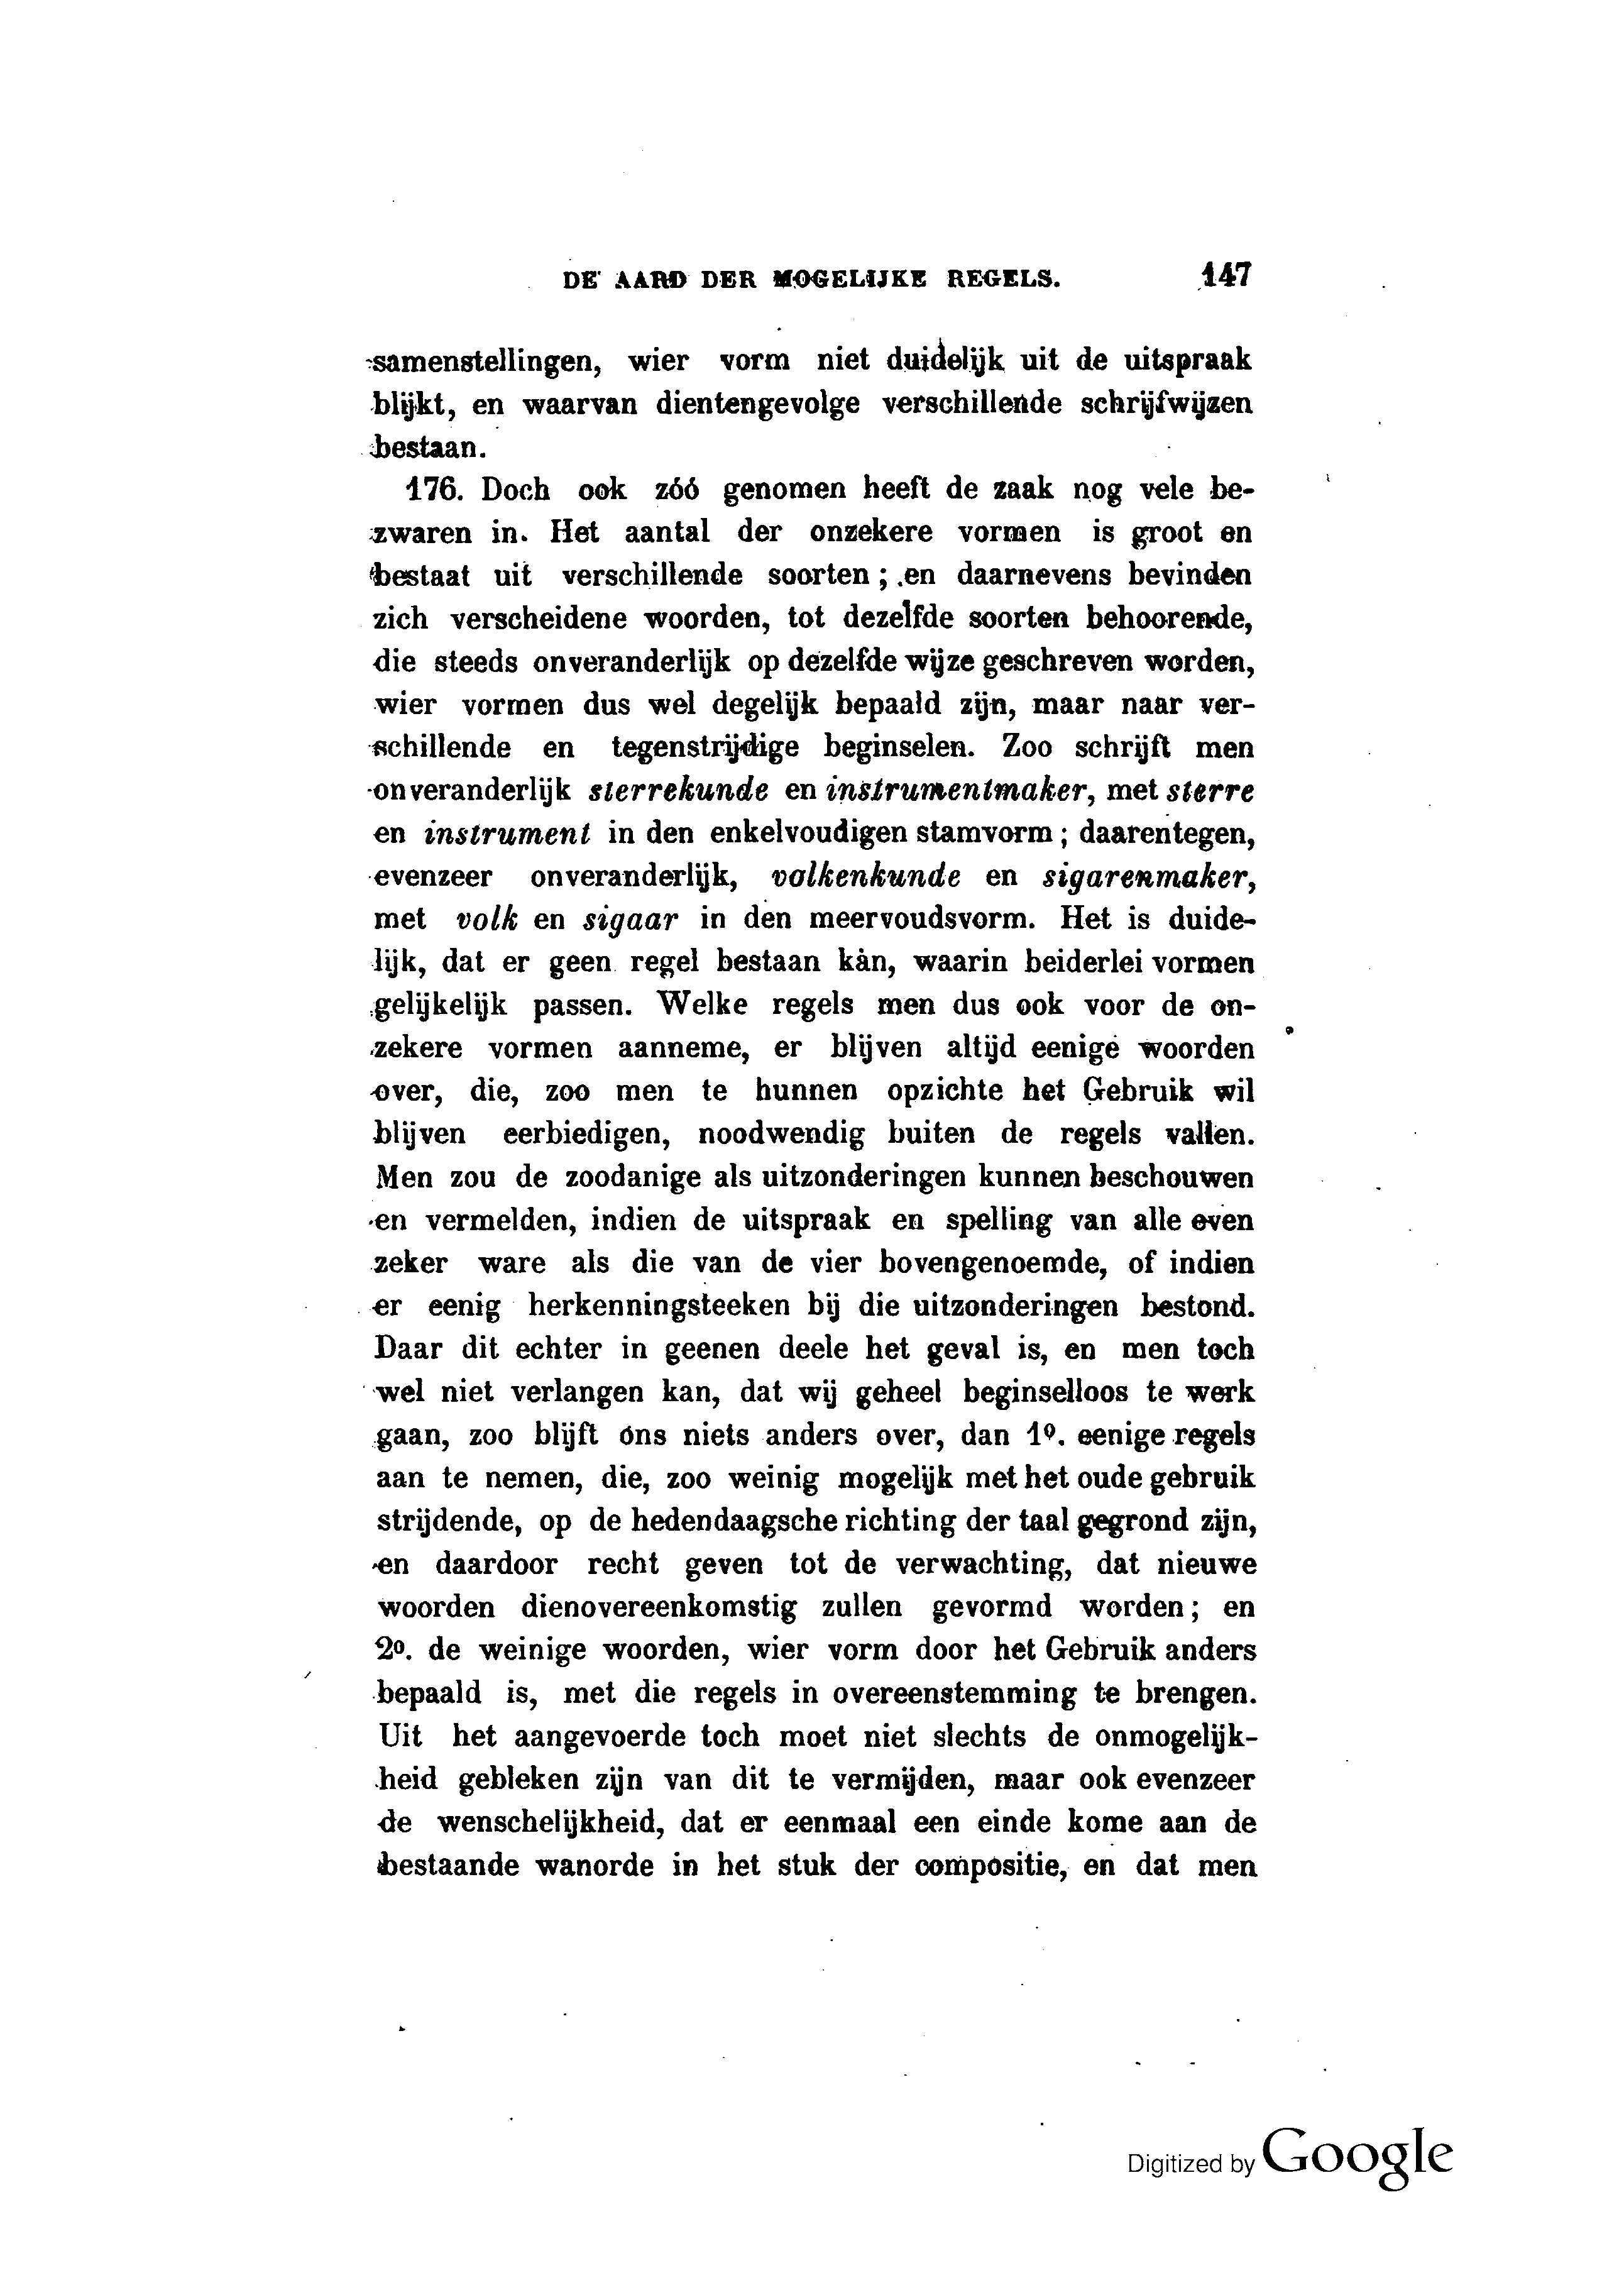 DE AARD DER MOGELIJKE REGELS. 147
samenstellingen, wier vorm niet duidelijk uit de uitspraak
blijkt, en waarvan dientengevolge verschillende schrijfwijzen
bestaan.
176. Doch ook zóó genomen heeft de zaak nog vele be-
zwaren in. Het aantal der onzekere vormen is groot en
bestaat uit verschillende soorten; en daarnevens bevinden
zich verscheidene woorden, tot dezelfde soorten behoorende,
die steeds onveranderlijk op dezelfde wijze geschreven worden,
wier vormen dus wel degelijk bepaald zijn, maar naar ver-
schillende en tegenstrijdige beginselen. Zoo schrijft men
onveranderlijk sterrekunde en instrumentmaker, met sterre
en instrument in den enkelvoudigen stamvorm; daarentegen,
evenzeer onveranderlijk, volkenkunde en sigarenmaker,
met volk en sigaar in den meervoudsvorm. Het is duide-
lijk, dat er geen regel bestaan kàn, waarin beiderlei vormen
gelijkelijk passen. Welke regels men dus ook voor de on-
zekere vormen aanneme, er blijven altijd eenige woorden
over, die, zoo men te hunnen opzichte het Gebruik wil
blijven eerbiedigen, noodwendig buiten de regels vallen.
Men zou de zoodanige als uitzonderingen kunnen beschouwen
en vermelden, indien de uitspraak en spelling van alle even
zeker ware als die van de vier bovengenoemde, of indien
er eenig herkenningsteeken bij die uitzonderingen bestond.
Daar dit echter in geenen deele het geval is, en men toch
wel niet verlangen kan, dat wij geheel beginselloos te werk
gaan, zoo blijft ons niets anders over, dan 1º. eenige regels
aan te nemen, die, zoo weinig mogelijk met het oude gebruik
strijdende, op de hedendaagsche richting der taal gegrond zijn,
en daardoor recht geven tot de verwachting, dat nieuwe
woorden dienovereenkomstig zullen gevormd worden; en
2º. de weinige woorden, wier vorm door het Gebruik anders
bepaald is, met die regels in overeenstemming te brengen.
Uit het aangevoerde toch moet niet slechts de onmogelijk-
heid gebleken zijn van dit te vermijden, maar ook evenzeer
de wenschelijkheid, dat er eenmaal een einde kome aan de
bestaande wanorde in het stuk der compositie, en dat men
Digitized by Google